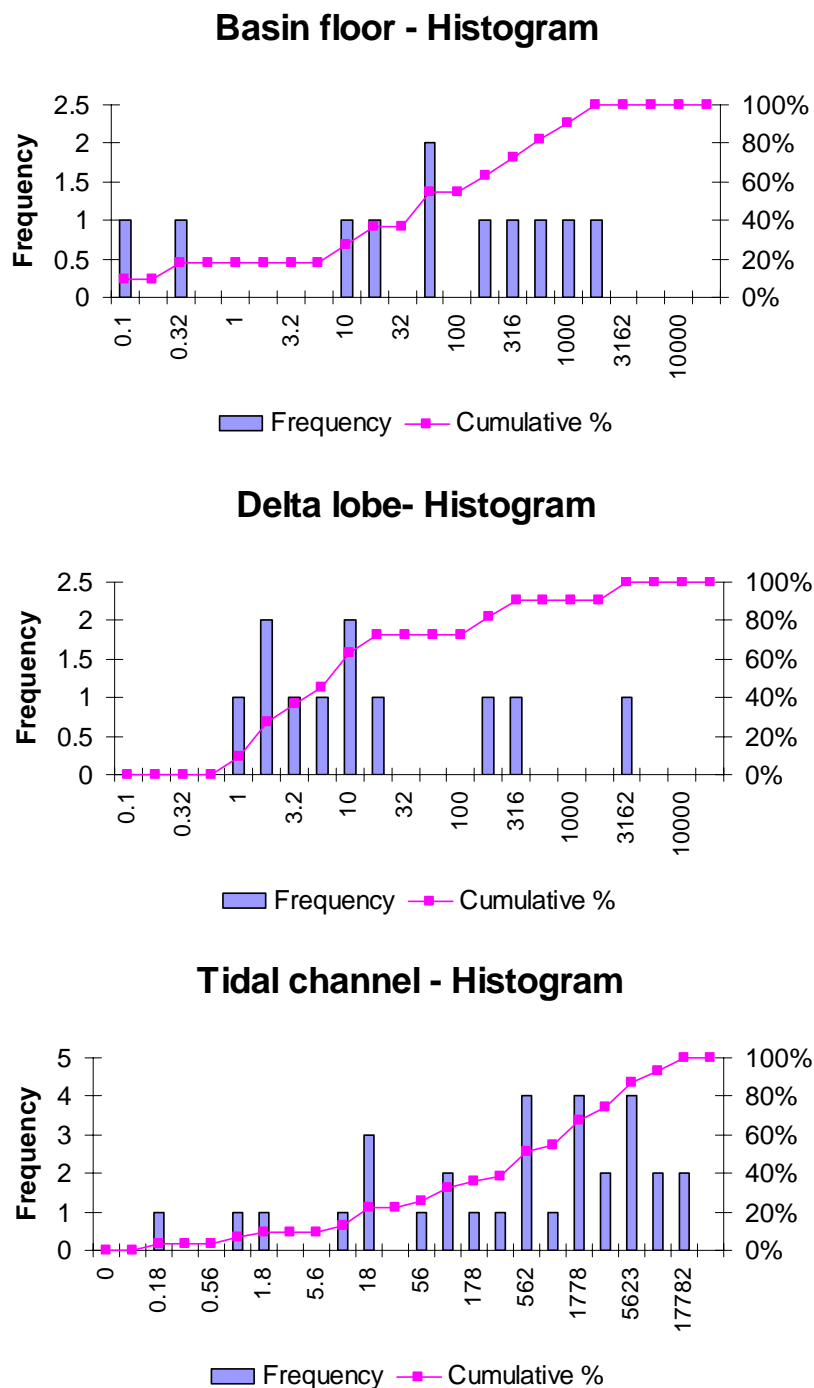 Basin floor - Histogram
2.5 100%
2 80%
1.5 60%
1 40%
0.5 20%
0 0%
Frequency
0.1 0.32 1 3.2 10 32 100 316 1000 3162 10000
Frequency Cumulative %
Delta lobe- Histogram
2.5 100%
2 80%
1.5 60%
1 40%
0.5 20%
0 0%
Frequency
0.1 0.32 1 3.2 10 32 100 316 1000 3162 10000
Frequency Cumulative %
Tidal channel - Histogram
5 100%
4 80%
3 60%
2 40%
1 20%
0 0%
Frequency
0 0.18 0.56 1.8 5.6 18 56 178 562 1778 5623 17782
Frequency Cumulative %